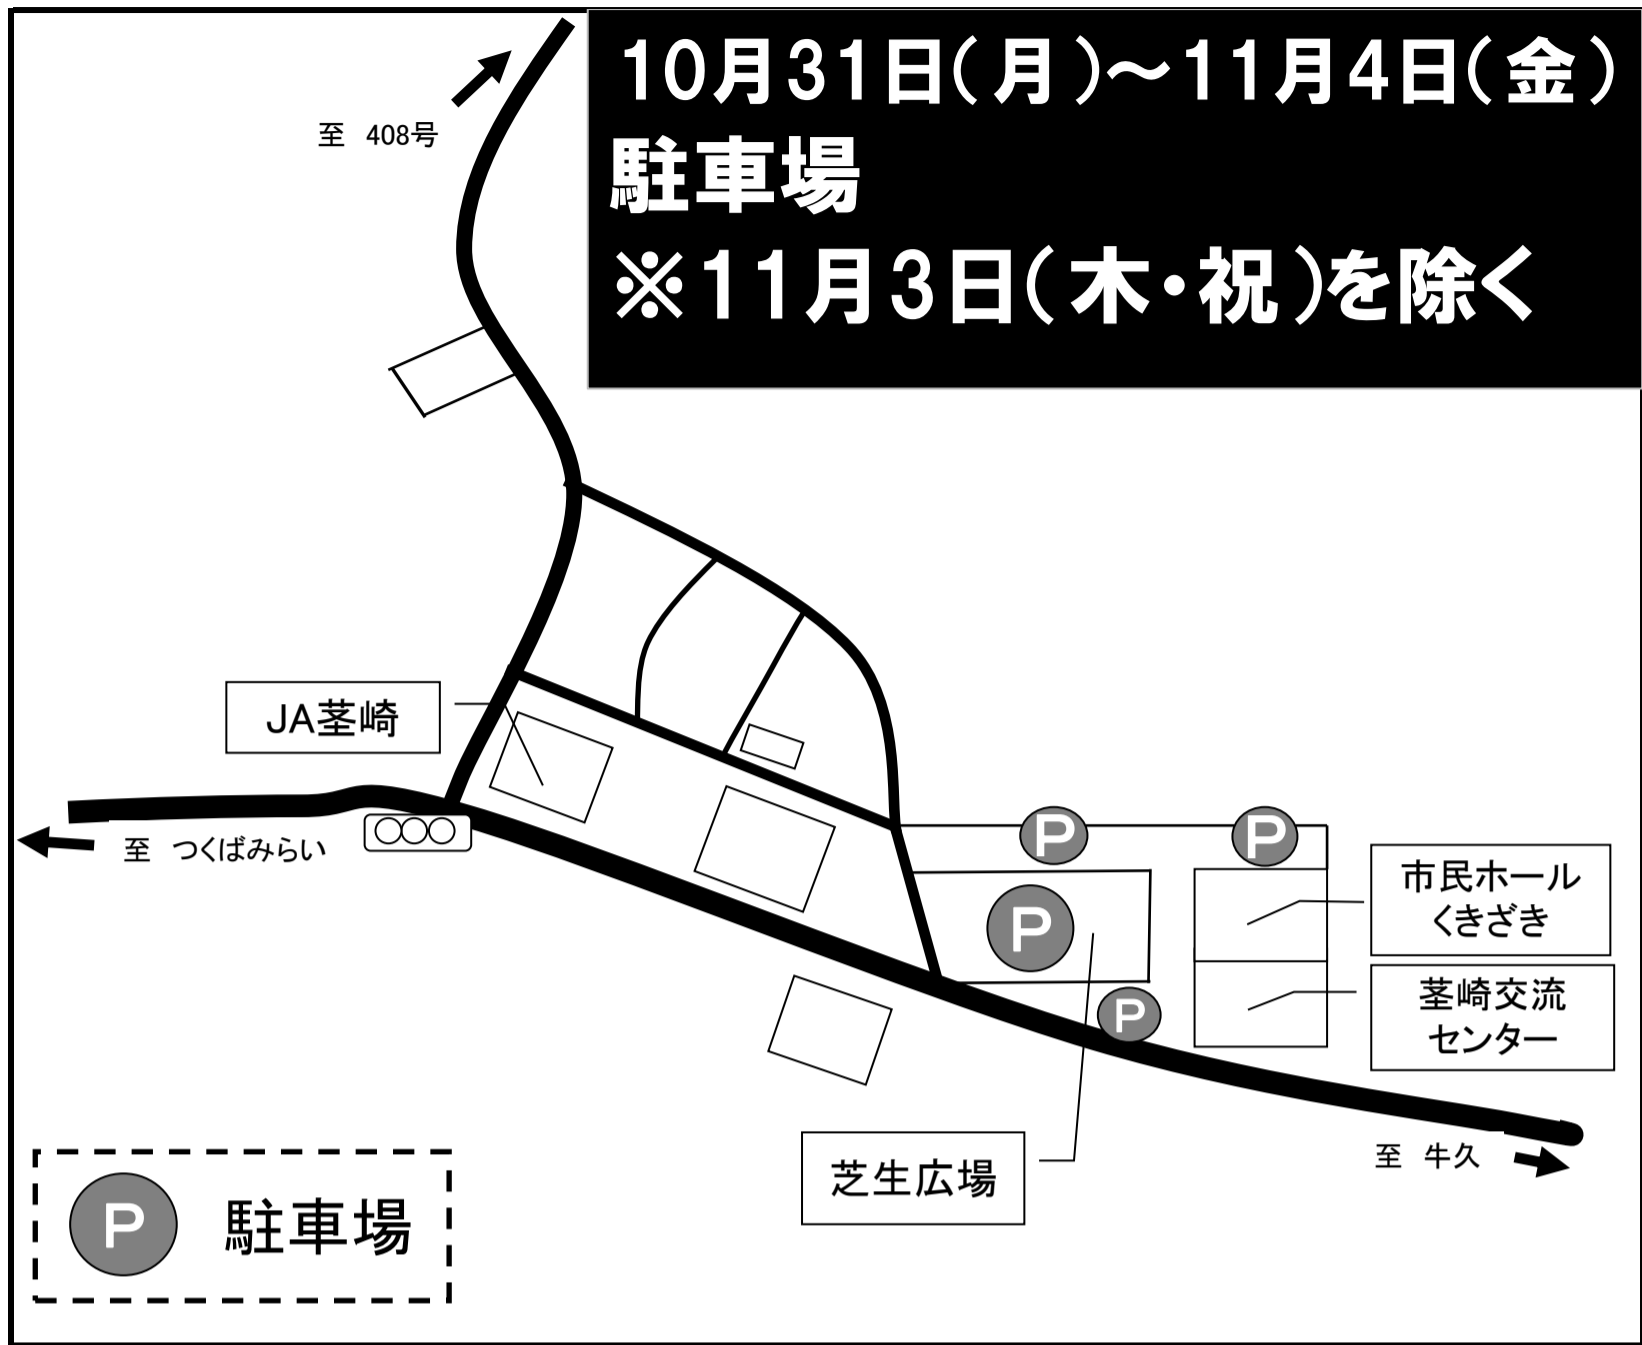 10月31日(月)～11月4日(金)
駐車場
※11月3日(木・祝)を除く
至　408号
JA茎崎
至　つくばみらい
P
P
P
P
市民ホール
くきざき
茎崎交流
センター
芝生広場
至　牛久
P　駐車場